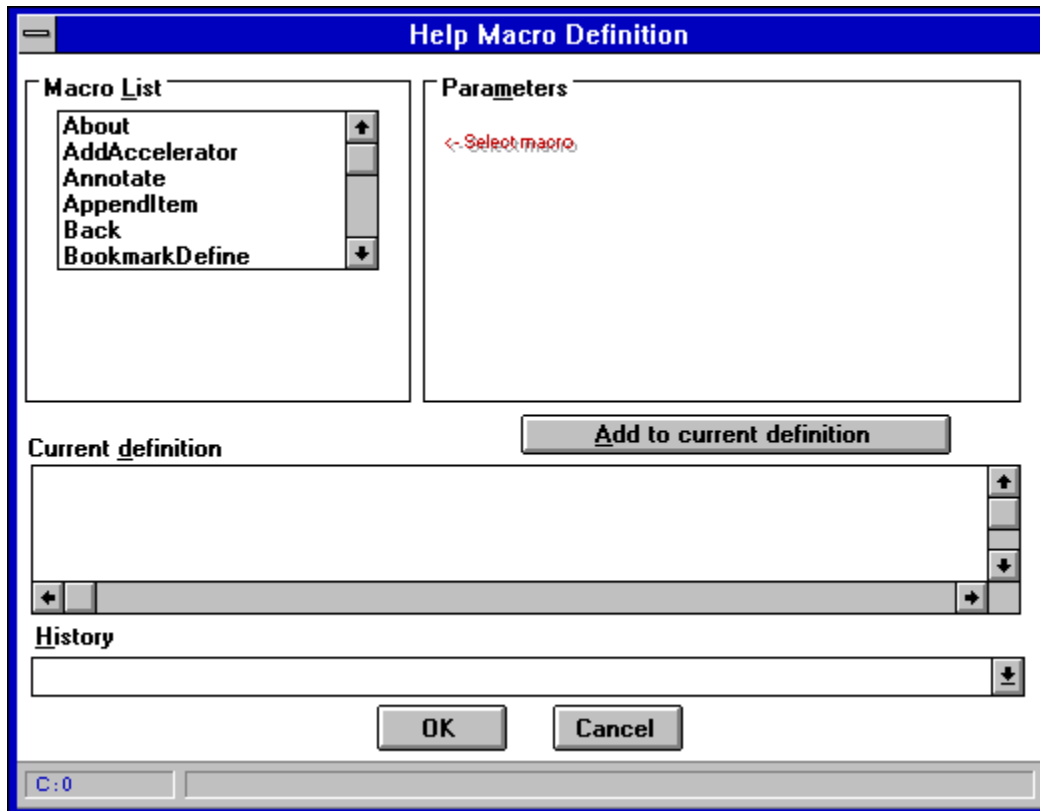 Help Macro Definition
Macro List
About
AddAccelerator
Annotate
AppendItem
Back
BookmarkDefine
Parameters
<- Select macro
Add to current definition
Current definition
History
OK
Cancel
C:0